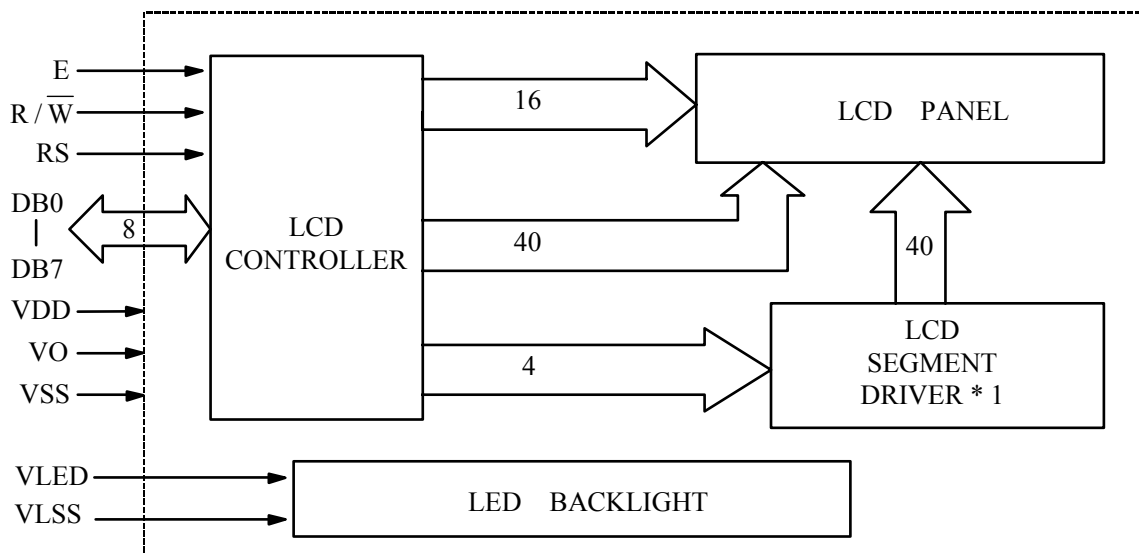 E
R / W̅
RS
DB0
DB7
8
VDD
VO
VSS
VLED
VLSS
LCD
CONTROLLER
16
40
4
LCD PANEL
40
LCD
SEGMENT
DRIVER * 1
LED BACKLIGHT